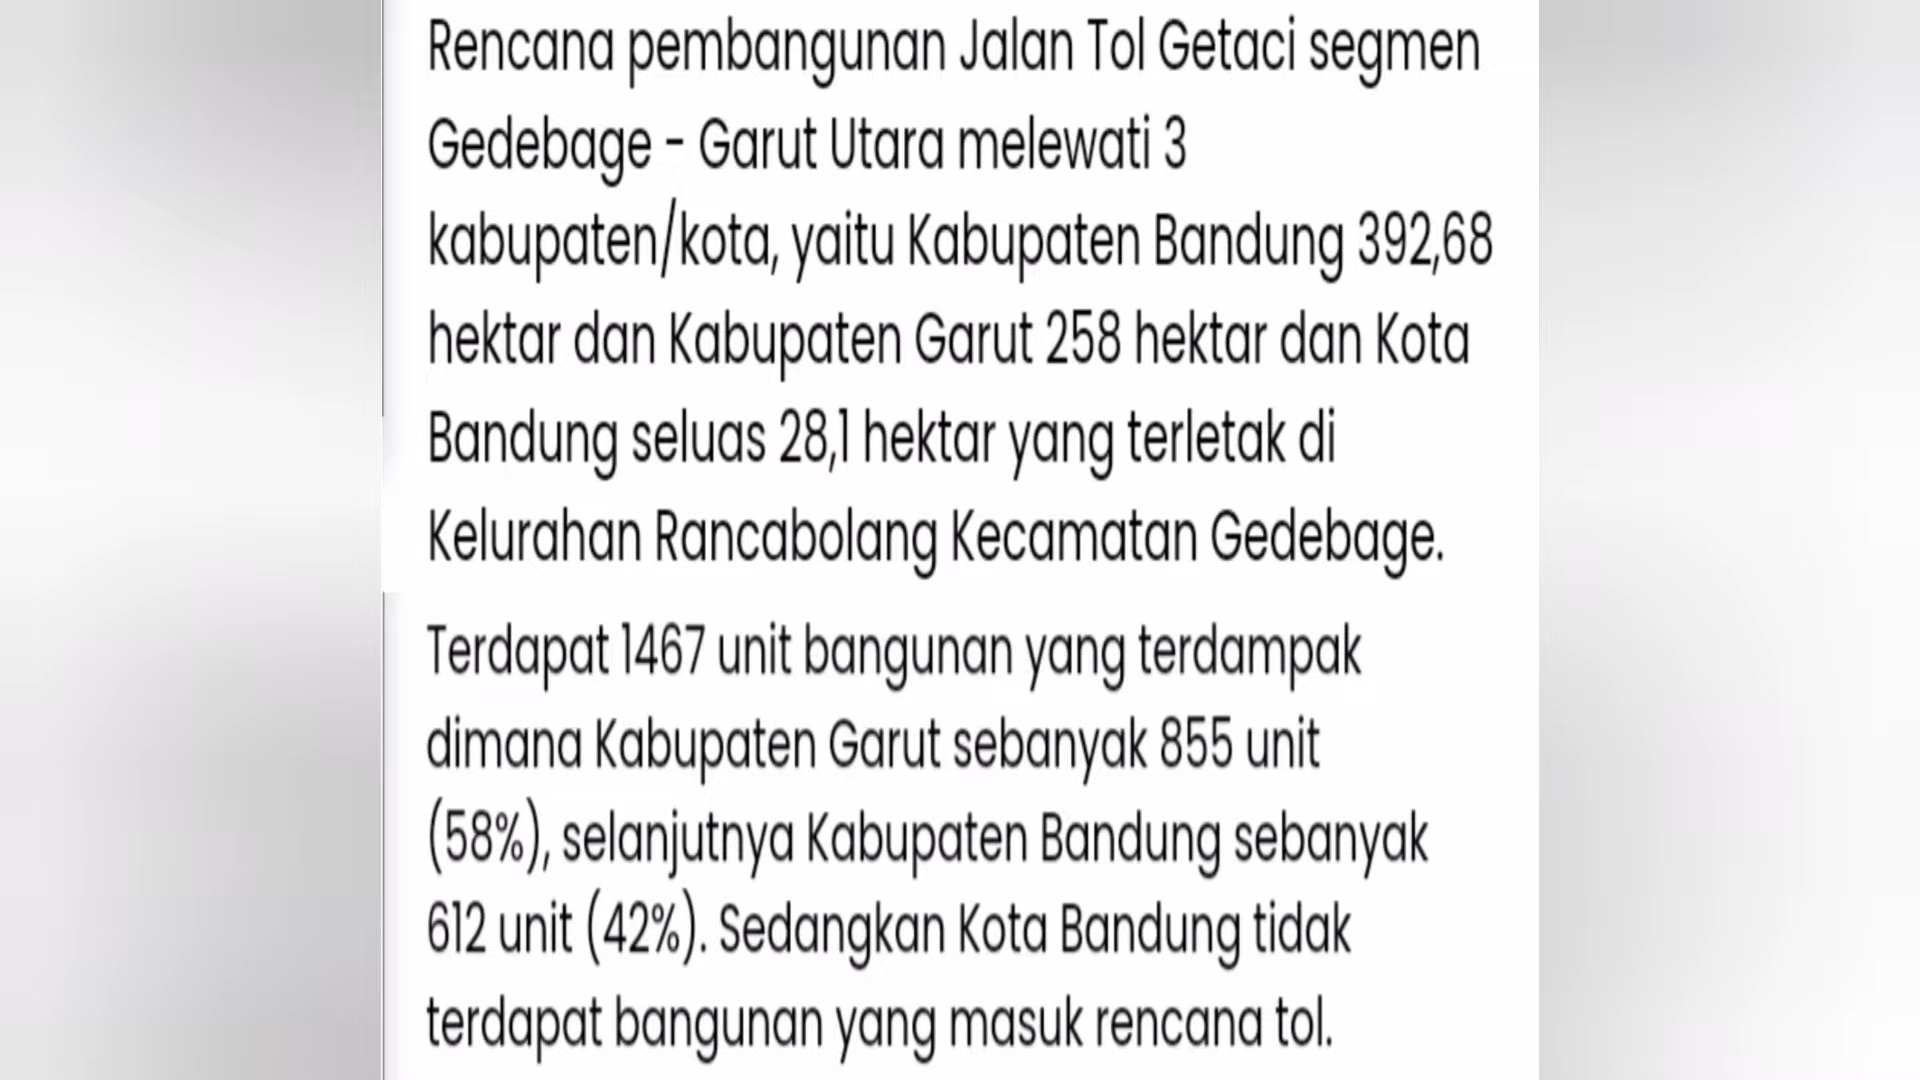 Rencana pembangunan Jalan Tol Getaci segmen
Gedebage - Garut Utara melewati 3
kabupaten/kota, yaitu Kabupaten Bandung 392,68
hektar dan Kabupaten Garut 258 hektar dan Kota
Bandung seluas 28,1 hektar yang terletak di
Kelurahan Rancabolang Kecamatan Gedebage.
Terdapat 1467 unit bangunan yang terdampak
dimana Kabupaten Garut sebanyak 855 unit
(58%), selanjutnya Kabupaten Bandung sebanyak
612 unit (42%). Sedangkan Kota Bandung tidak
terdapat bangunan yang masuk rencana tol.